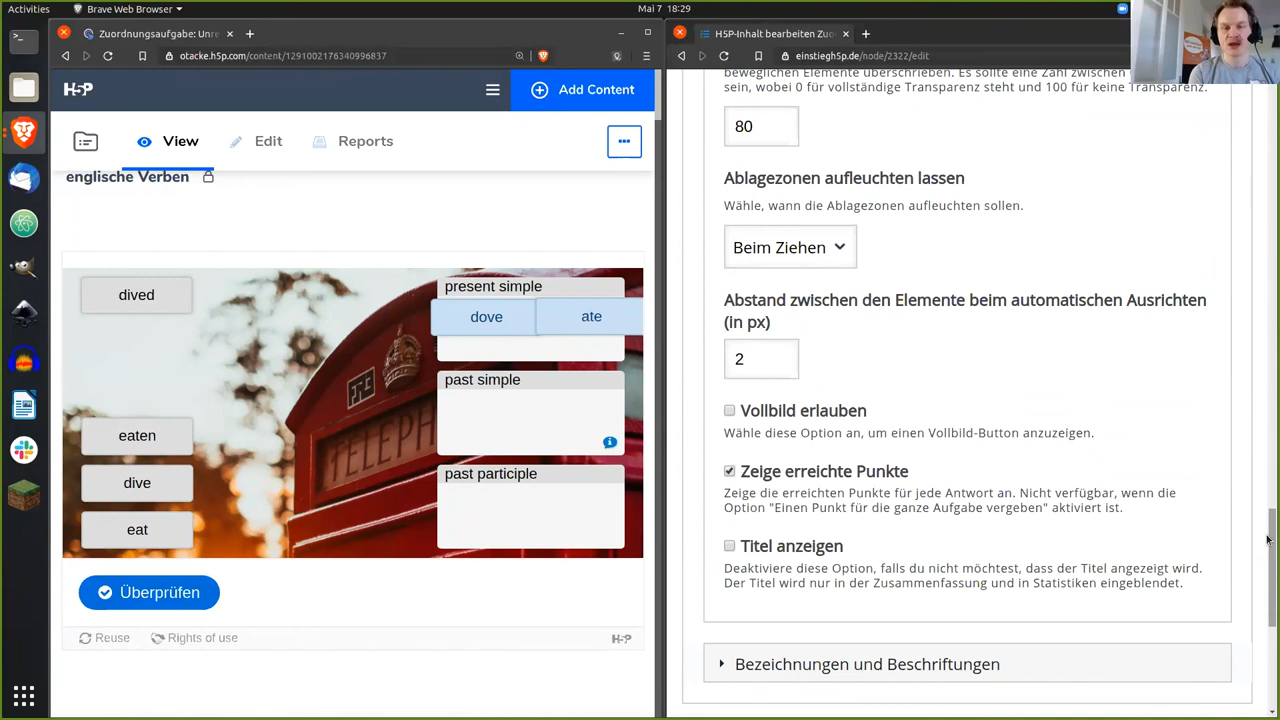 Activities
Brave Web Browser
Mai 7 18:29
Zuordnungsaufgabe: Unre
otacke.h5p.com/content/1291002176340996837
H5P
Add Content
View
Edit
Reports
englische Verben
dived
eaten
dive
eat
present simple
dove
ate
past simple
past participle
TELEPH
Überprüfen
Reuse
Rights of use
H5P
H5P-Inhalt bearbeiten Zuo
einstiegh5p.de/node/2322/edit
beweglichen Elemente überschrieben. Es sollte eine Zahl zwischen
sein, wobei 0 für vollständige Transparenz steht und 100 für keine Transparenz.
80
Ablagezonen aufleuchten lassen
Wähle, wann die Ablagezonen aufleuchten sollen.
Beim Ziehen
Abstand zwischen den Elemente beim automatischen Ausrichten
(in px)
2
Vollbild erlauben
Wähle diese Option an, um einen Vollbild-Button anzuzeigen.
Zeige erreichte Punkte
Zeige die erreichten Punkte für jede Antwort an. Nicht verfügbar, wenn die
Option "Einen Punkt für die ganze Aufgabe vergeben" aktiviert ist.
Titel anzeigen
Deaktiviere diese Option, falls du nicht möchtest, dass der Titel angezeigt wird.
Der Titel wird nur in der Zusammenfassung und in Statistiken eingeblendet.
Bezeichnungen und Beschriftungen